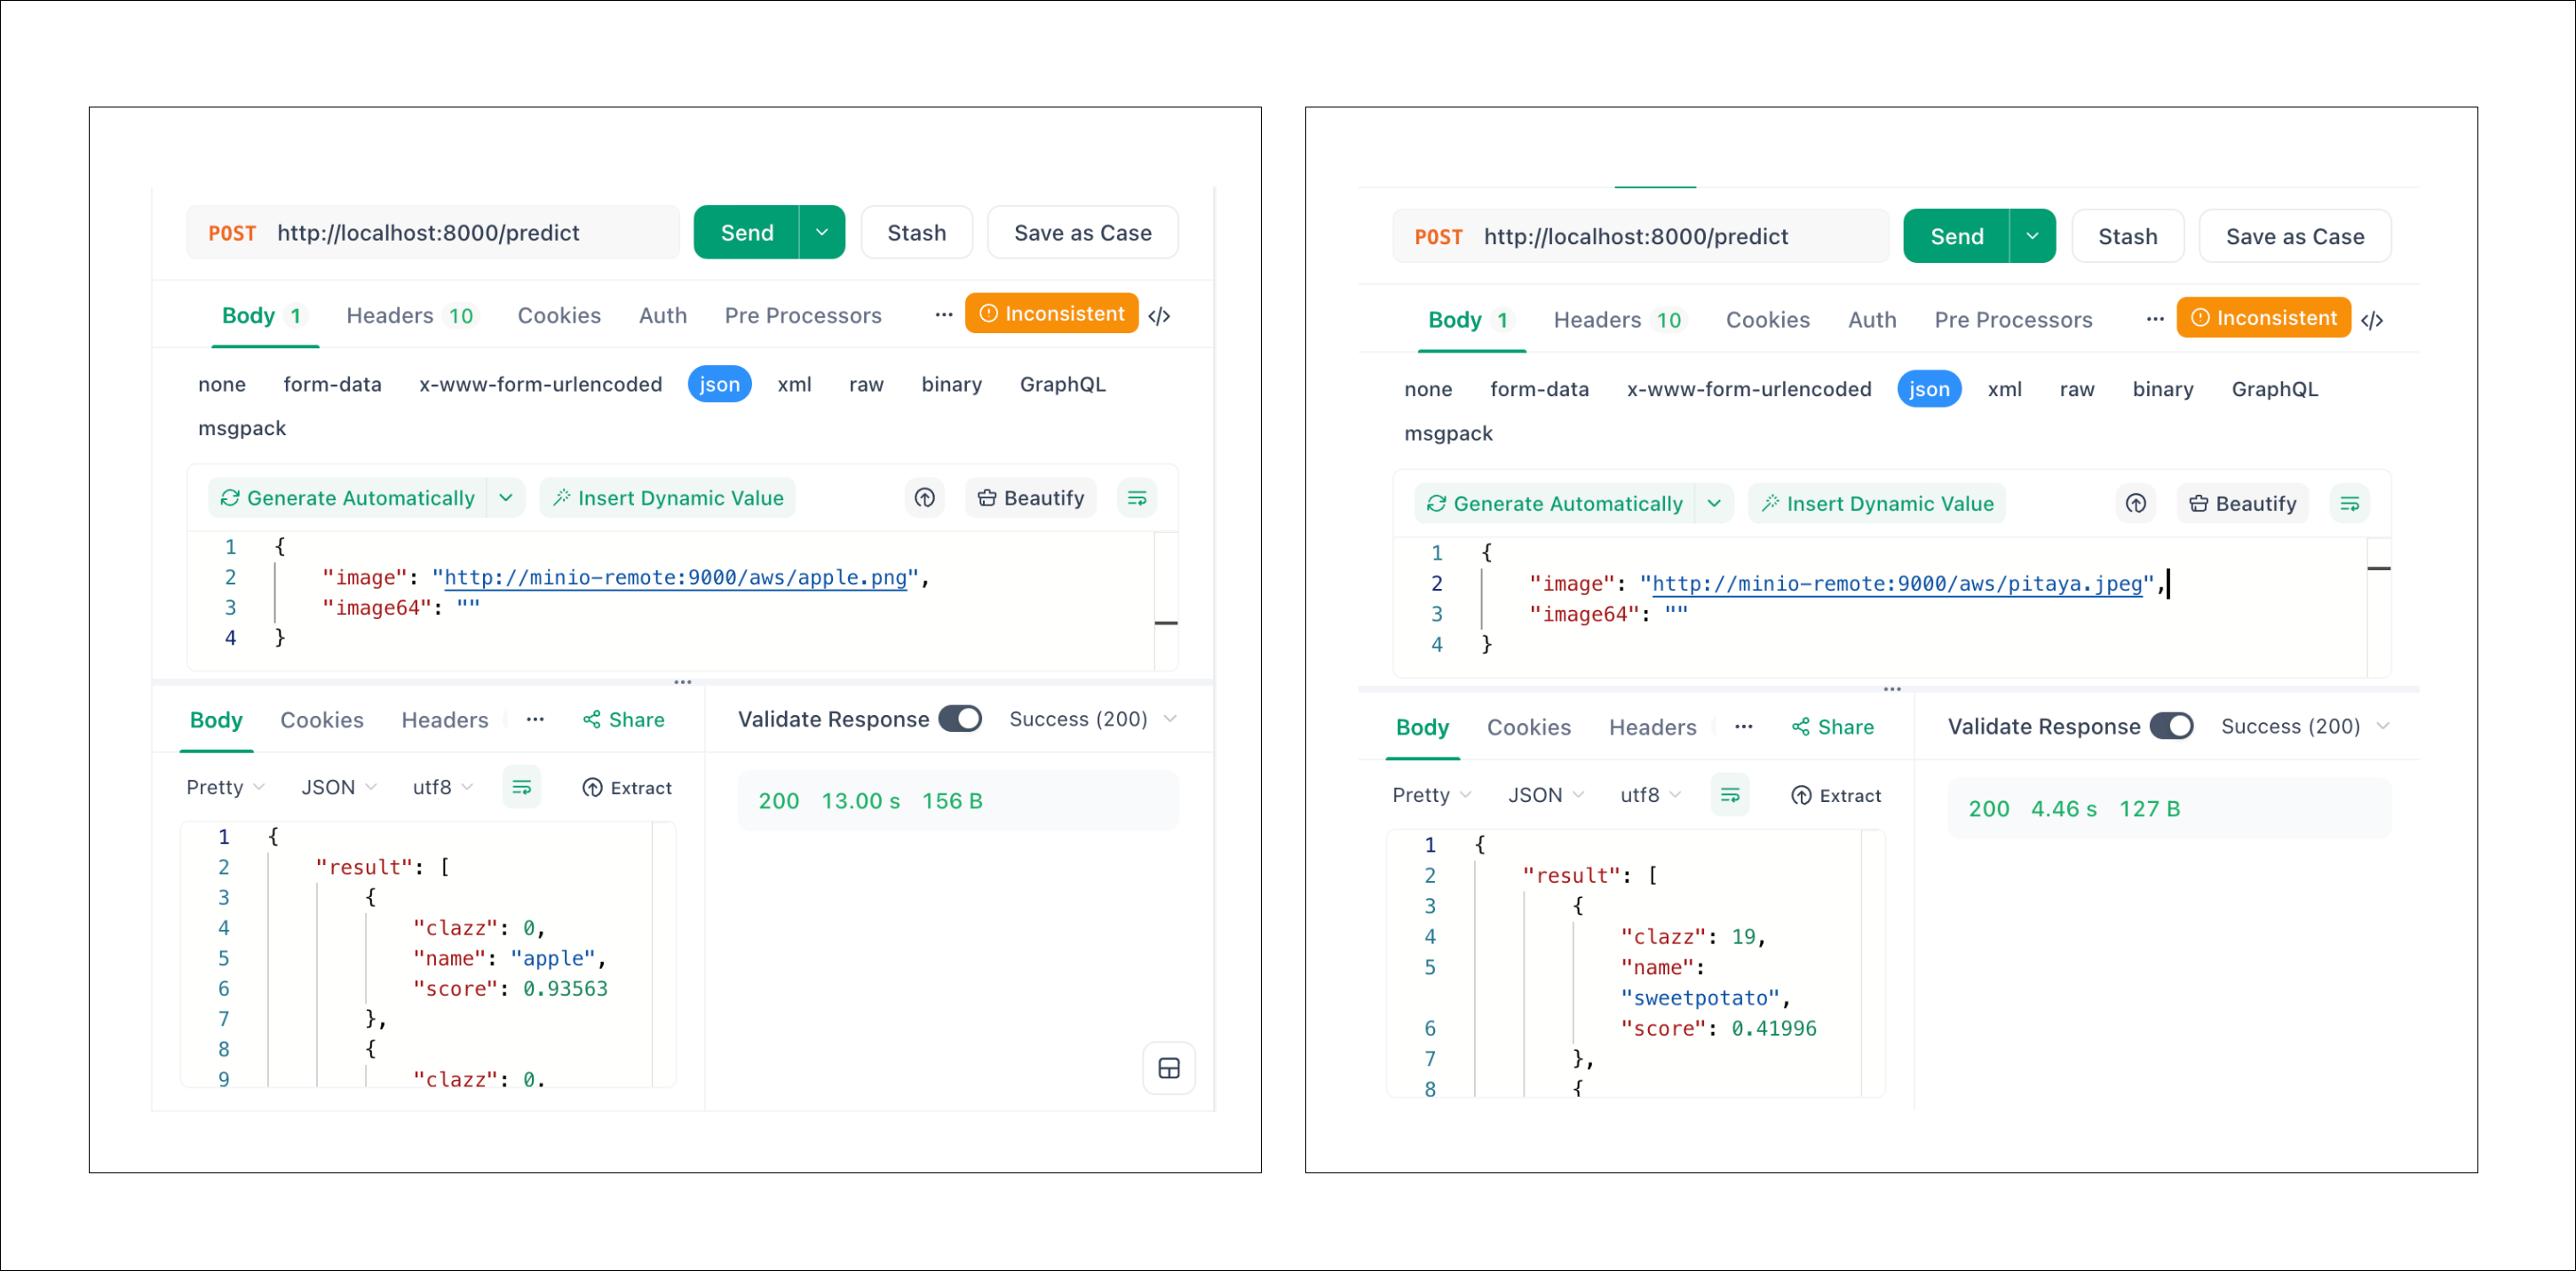 POST http://localhost:8000/predict Send Stash Save as Case
Body 1 Headers 10 Cookies Auth Pre Processors ... Inconsistent </>
none form-data x-www-form-urlencoded json xml raw binary GraphQL
msgpack
Generate Automatically Insert Dynamic Value Beautify
1 {
2 "image": "http://minio-remote:9000/aws/apple.png",
3 "image64": ""
4 }
Body Cookies Headers ... Share Validate Response Success (200)
Pretty JSON utf8 Extract
200 13.00 s 156 B
1 {
2 "result": [
3 {
4 "clazz": 0,
5 "name": "apple",
6 "score": 0.93563
7 },
8 {
9 "clazz": 0,
POST http://localhost:8000/predict Send Stash Save as Case
Body 1 Headers 10 Cookies Auth Pre Processors ... Inconsistent </>
none form-data x-www-form-urlencoded json xml raw binary GraphQL
msgpack
Generate Automatically Insert Dynamic Value Beautify
1 {
2 "image": "http://minio-remote:9000/aws/pitaya.jpeg",
3 "image64": ""
4 }
Body Cookies Headers ... Share Validate Response Success (200)
Pretty JSON utf8 Extract
200 4.46 s 127 B
1 {
2 "result": [
3 {
4 "clazz": 19,
5 "name":
"sweetpotato",
6 "score": 0.41996
7 },
8 {